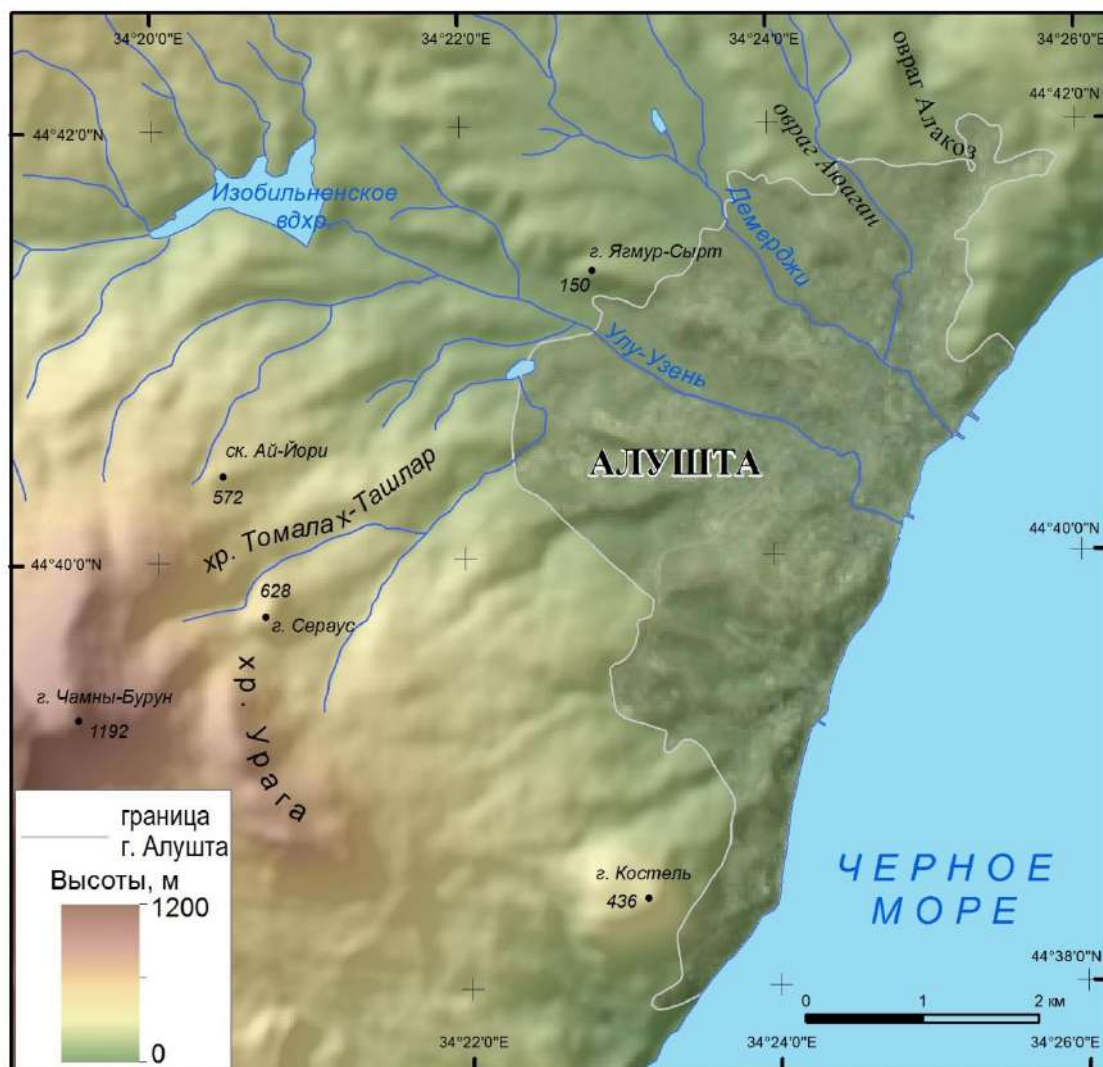 34°20'0"E
34°22'0"E
34°24'0"E
34°26'0"E
44°42'0"N
44°42'0"N
овраг Алакоз
овраг Аюаган
Демерджи
Изобильненское
вдхр.
г. Ягмур-Сырт
150
Улу-Узень
АЛУШТА
ск. Ай-Йори
572
хр. Томалах-Ташлар
44°40'0"N
44°40'0"N
628
г. Сераус
хр. Урага
г. Чамны-Бурун
1192
г. Костель
436
ЧЕРНОЕ
МОРЕ
граница
г. Алушта
Высоты, м
1200
0
44°38'0"N
0 1 2 км
34°22'0"E
34°24'0"E
34°26'0"E